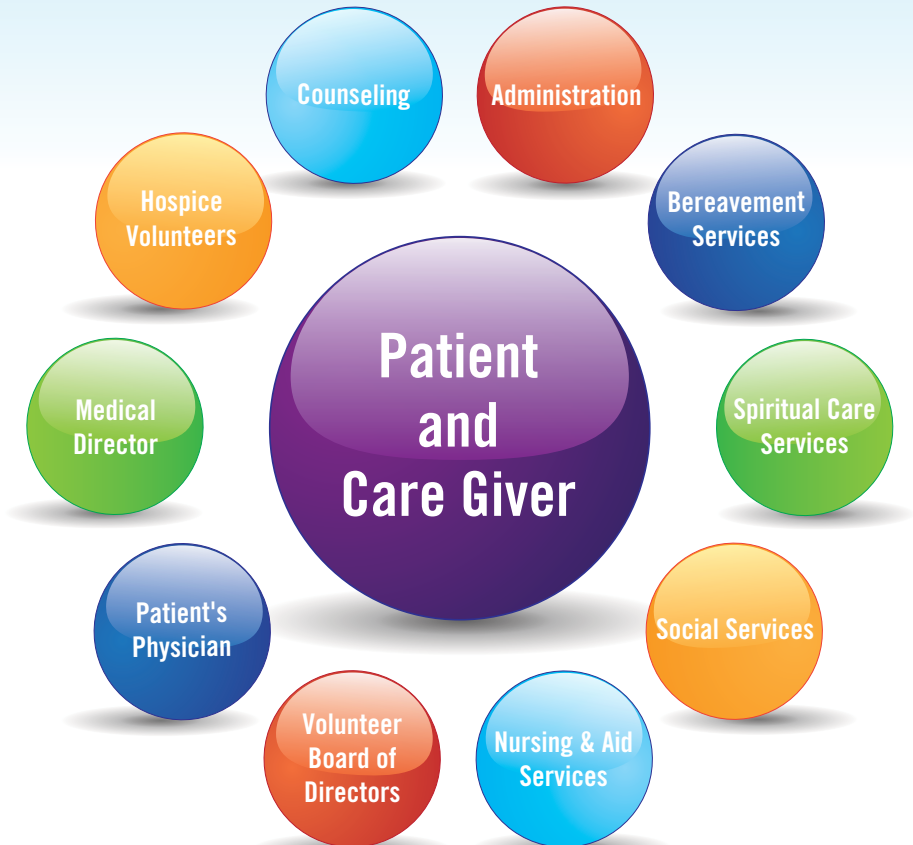 Counseling
Administration
Hospice
Volunteers
Bereavement
Services
Patient
and
Care Giver
Medical
Director
Spiritual Care
Services
Patient's
Physician
Social Services
Volunteer
Board of
Directors
Nursing & Aid
Services